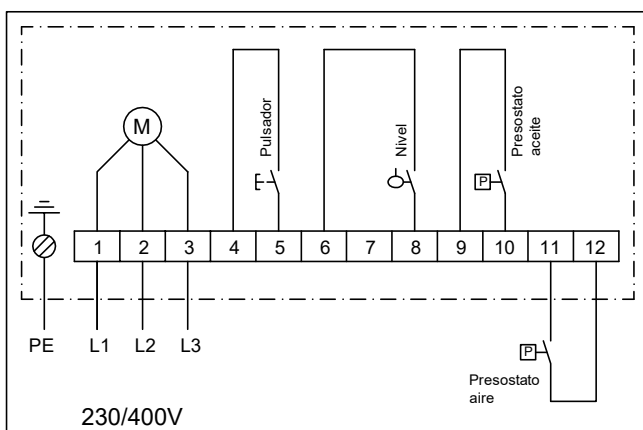 Pulsador
Nivel
Presostato
aceite
M
P
1 2 3 4 5 6 7 8 9 10 11 12
PE L1 L2 L3
P
Presostato
aire
230/400V